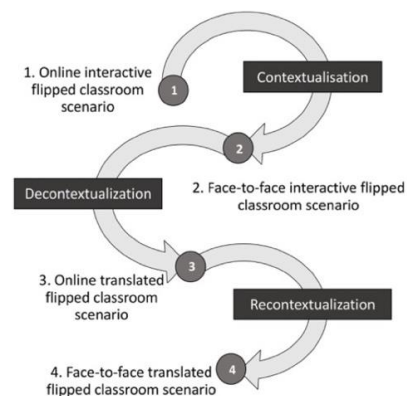 1. Online interactive
flipped classroom
scenario
1
Contextualisation
2
Decontextualization
2. Face-to-face interactive flipped
classroom scenario
3
3. Online translated
flipped classroom
scenario
Recontextualization
4. Face-to-face translated
flipped classroom scenario
4